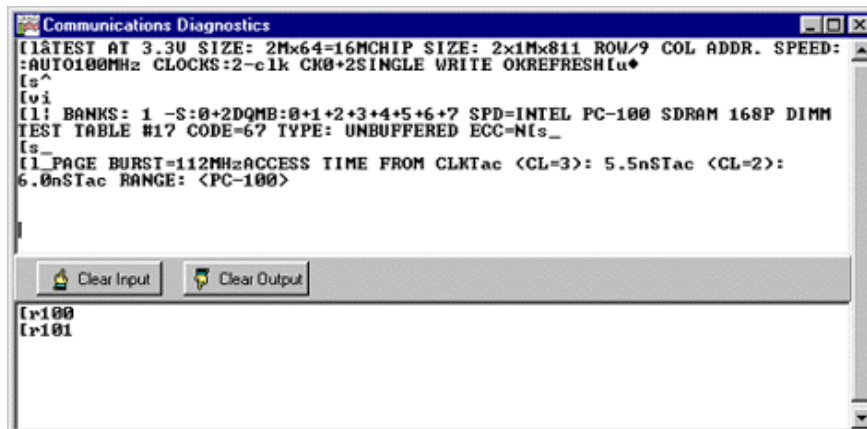 Communications Diagnostics
[låTEST AT 3.3V SIZE: 2Mx64=16MCHIP SIZE: 2x1Mx811 ROW/9 COL ADDR. SPEED:
:AUTO100MHz CLOCKS:2-clk CK0+2SINGLE WRITE OKREFRESH[u♦
[s^
[vi
[l¦ BANKS: 1 -S:0+2DQMB:0+1+2+3+4+5+6+7 SPD=INTEL PC-100 SDRAM 168P DIMM
TEST TABLE #17 CODE=67 TYPE: UNBUFFERED ECC=N[s_
[s_
[l_PAGE BURST=112MHzACCESS TIME FROM CLKTac <CL=3>: 5.5nSTac <CL=2>:
6.0nSTac RANGE: <PC-100>
Clear Input
Clear Output
[r100
[r101